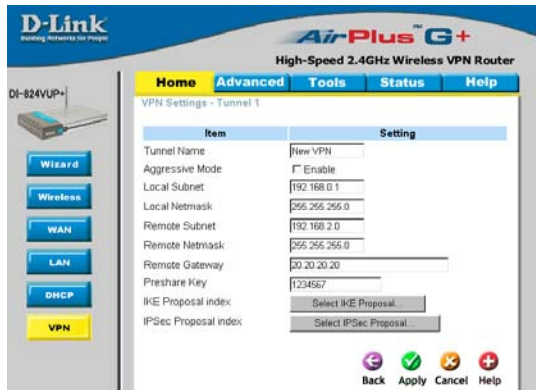 D-Link
Building Networks for People
AirPlus™ G+
High-Speed 2.4GHz Wireless VPN Router
DI-824VUP+
Home Advanced Tools Status Help
VPN Settings - Tunnel 1
Item Setting
Tunnel Name New VPN
Aggressive Mode Enable
Local Subnet 192.168.0.1
Local Netmask 255.255.255.0
Remote Subnet 192.168.2.0
Remote Netmask 255.255.255.0
Remote Gateway 20.20.20.20
Preshare Key 1234567
IKE Proposal index Select IKE Proposal...
IPSec Proposal index Select IPSec Proposal...
Wizard
Wireless
WAN
LAN
DHCP
VPN
Back Apply Cancel Help